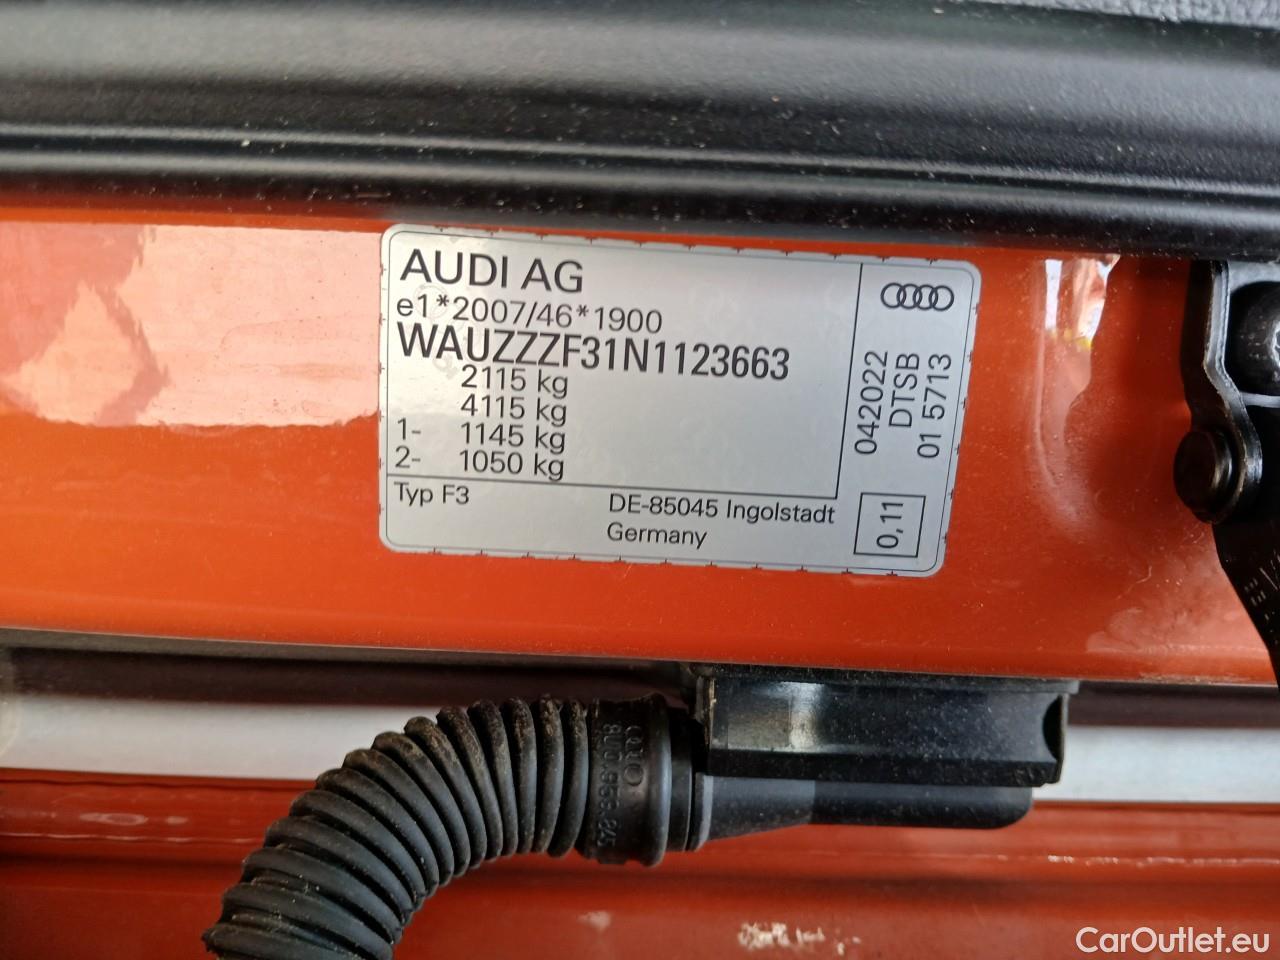 AUDI AG
e1*2007/46*1900
WAUZZZF31N1123663
2115 kg
4115 kg
1- 1145 kg
2- 1050 kg
Typ F3
DE-85045 Ingolstadt
Germany
042022
DTSB
01 5713
0,11
CarOutlet.eu